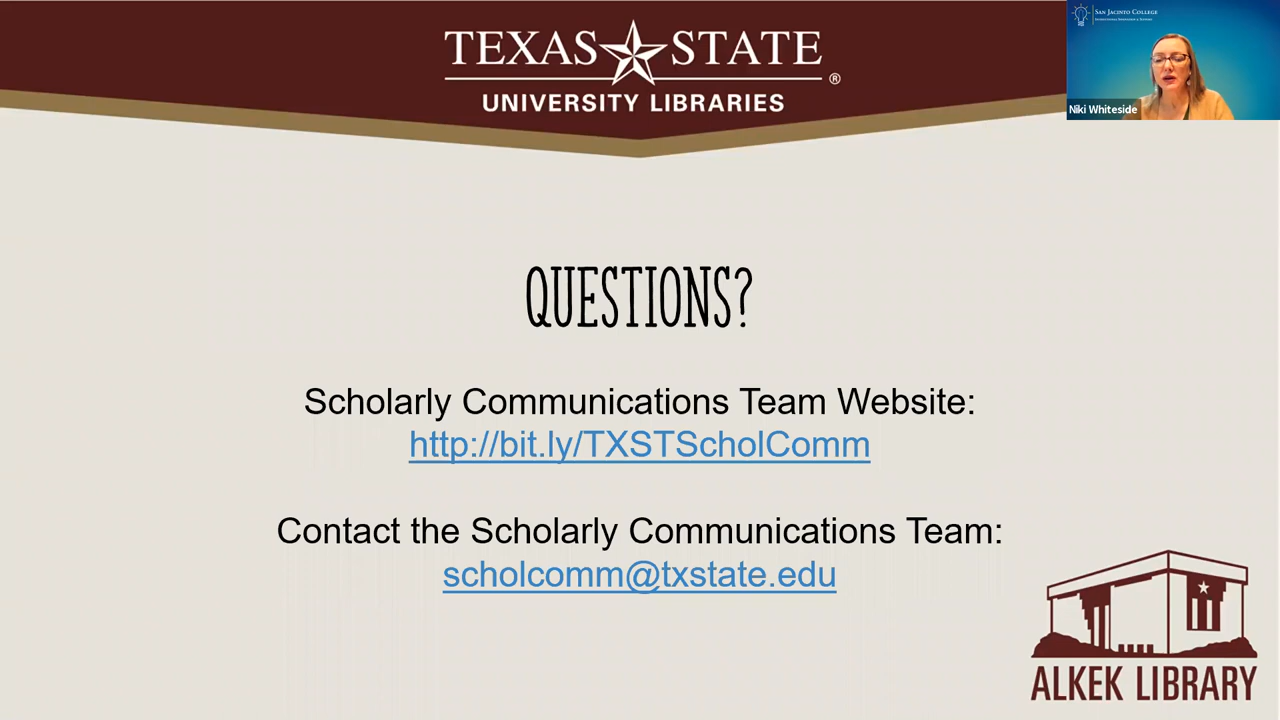 TEXAS STATE
®
UNIVERSITY LIBRARIES
SAN JACINTO COLLEGE
Niki Whiteside
QUESTIONS?
Scholarly Communications Team Website:
http://bit.ly/TXSTScholComm
Contact the Scholarly Communications Team:
scholcomm@txstate.edu
ALKEK LIBRARY